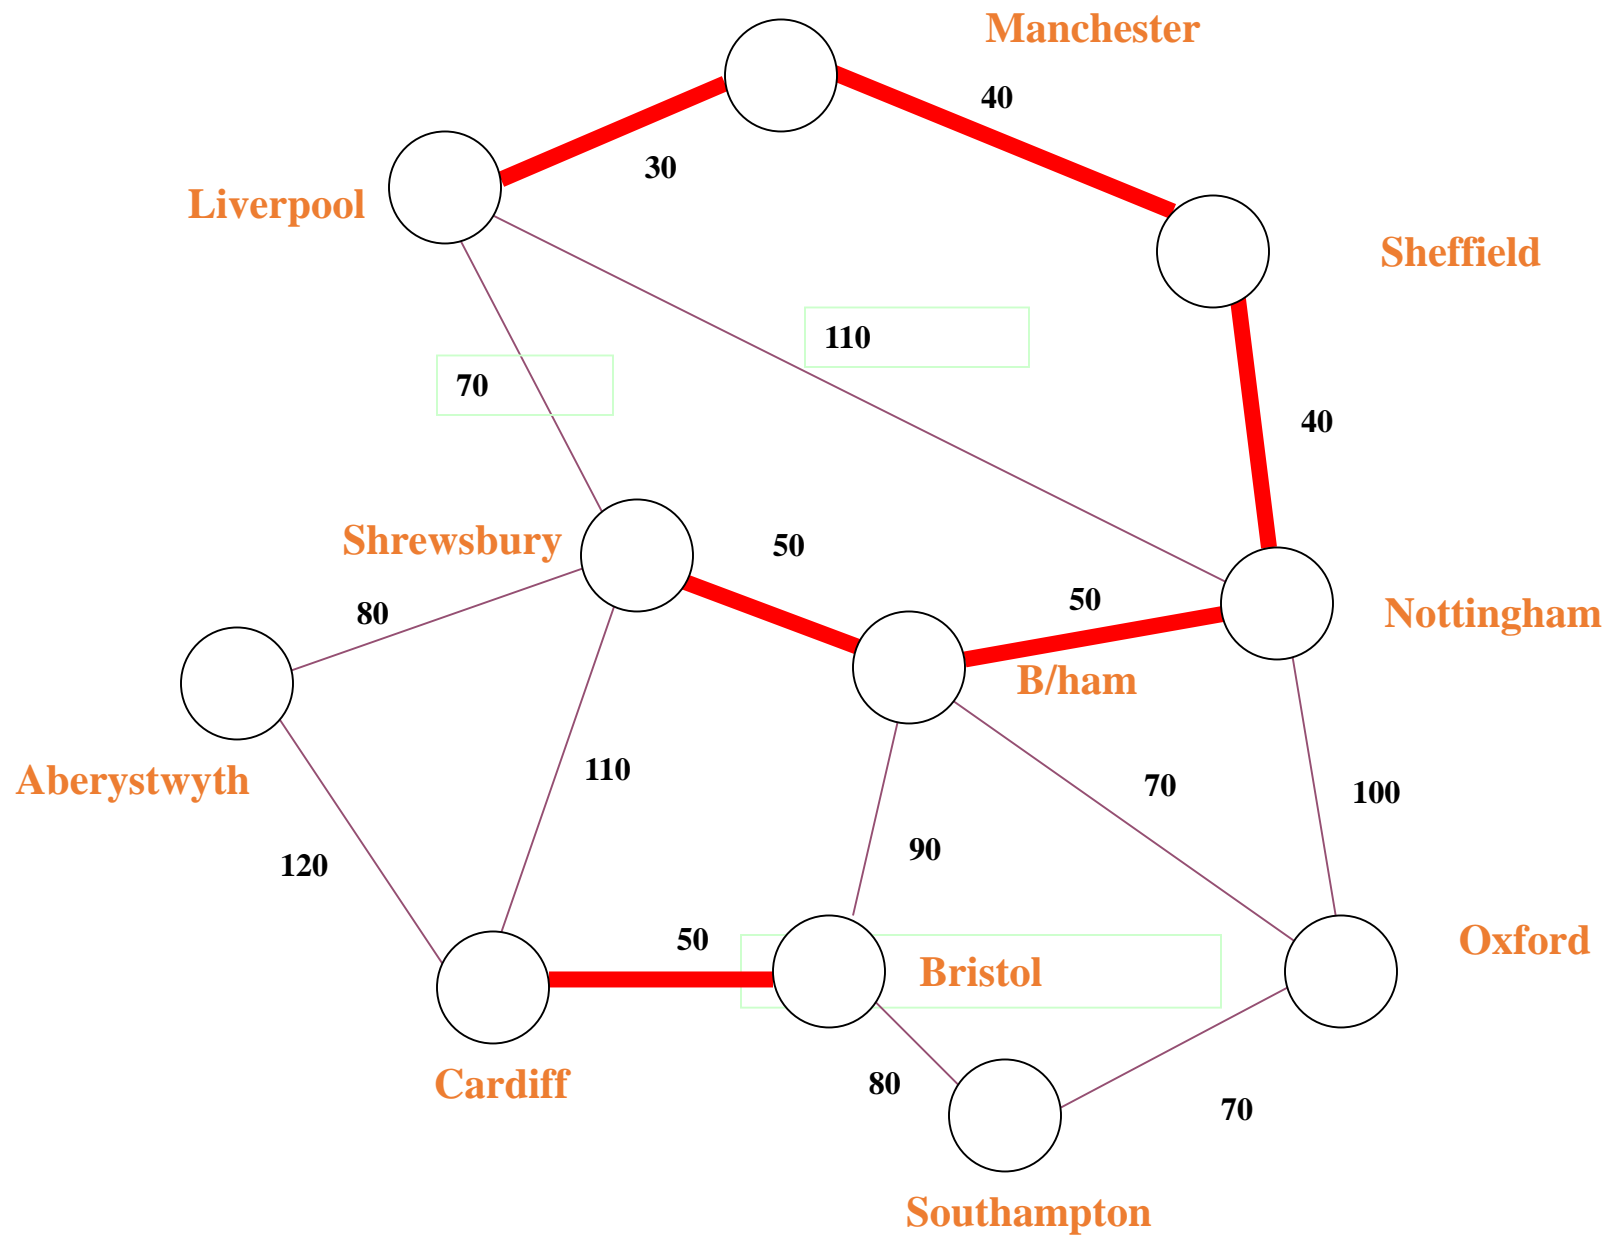 Manchester
40
30
Liverpool
Sheffield
110
70
40
Shrewsbury
50
50
80
Nottingham
B/ham
Aberystwyth
110
70
100
90
120
50
Oxford
Bristol
Cardiff
80
70
Southampton